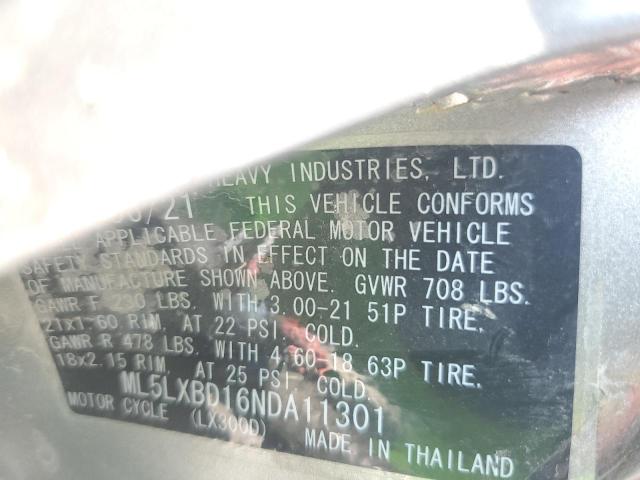 HEAVY INDUSTRIES, LTD.
/21 THIS VEHICLE CONFORMS
APPLICABLE FEDERAL MOTOR VEHICLE
SAFETY STANDARDS IN EFFECT ON THE DATE
OF MANUFACTURE SHOWN ABOVE. GVWR 708 LBS.
GAWR F 230 LBS. WITH 3.00-21 51P TIRE.
21x1.60 RIM. AT 22 PSI. COLD.
GAWR R 478 LBS. WITH 4.60-18 63P TIRE.
18x2.15 RIM. AT 25 PSI. COLD.
ML5LXBD16NDA11301
MOTOR CYCLE (LX300D) MADE IN THAILAND